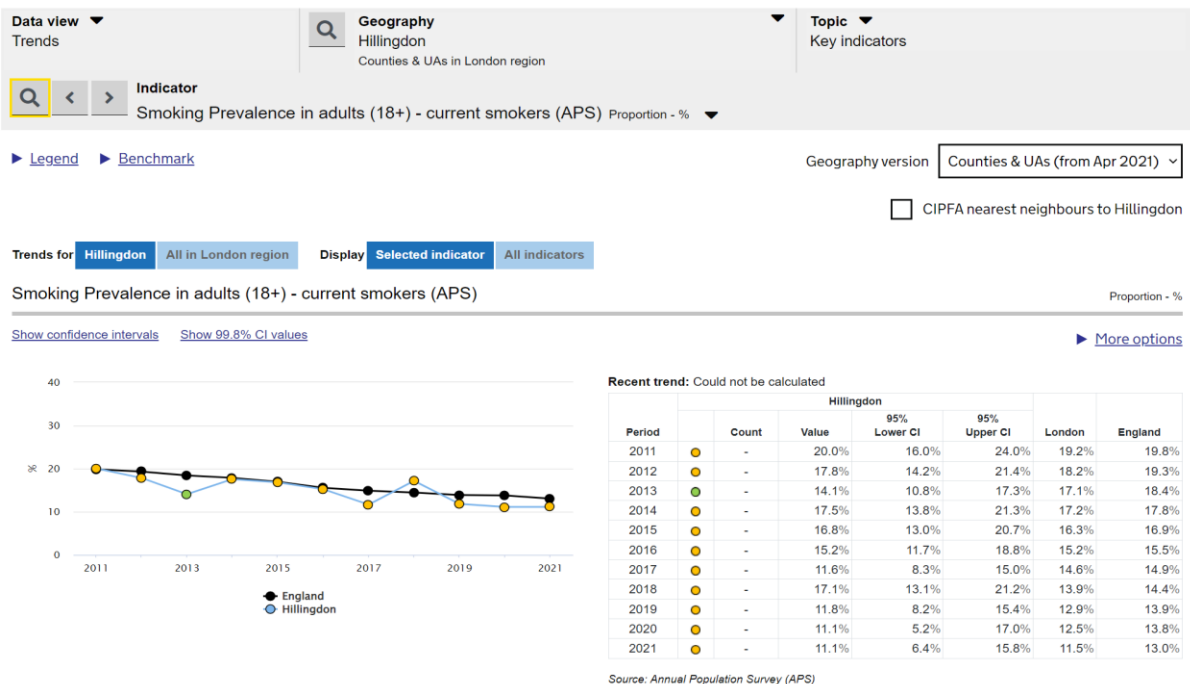 Data view
Trends
Geography
Hillingdon
Counties & UAs in London region
Topic
Key indicators
Indicator
Smoking Prevalence in adults (18+) - current smokers (APS) Proportion - %
Legend Benchmark
Geography version Counties & UAs (from Apr 2021)
CIPFA nearest neighbours to Hillingdon
Trends for Hillingdon All in London region Display Selected indicator All indicators
Smoking Prevalence in adults (18+) - current smokers (APS) Proportion - %
Show confidence intervals Show 99.8% CI values
More options
40
30
%
20
10
0
2011 2013 2015 2017 2019 2021
England
Hillingdon
Recent trend: Could not be calculated
Hillingdon
Period Count Value 95% Lower CI 95% Upper CI London England
2011 - 20.0% 16.0% 24.0% 19.2% 19.8%
2012 - 17.8% 14.2% 21.4% 18.2% 19.3%
2013 - 14.1% 10.8% 17.3% 17.1% 18.4%
2014 - 17.5% 13.8% 21.3% 17.2% 17.8%
2015 - 16.8% 13.0% 20.7% 16.3% 16.9%
2016 - 15.2% 11.7% 18.8% 15.2% 15.5%
2017 - 11.6% 8.3% 15.0% 14.6% 14.9%
2018 - 17.1% 13.1% 21.2% 13.9% 14.4%
2019 - 11.8% 8.2% 15.4% 12.9% 13.9%
2020 - 11.1% 5.2% 17.0% 12.5% 13.8%
2021 - 11.1% 6.4% 15.8% 11.5% 13.0%
Source: Annual Population Survey (APS)